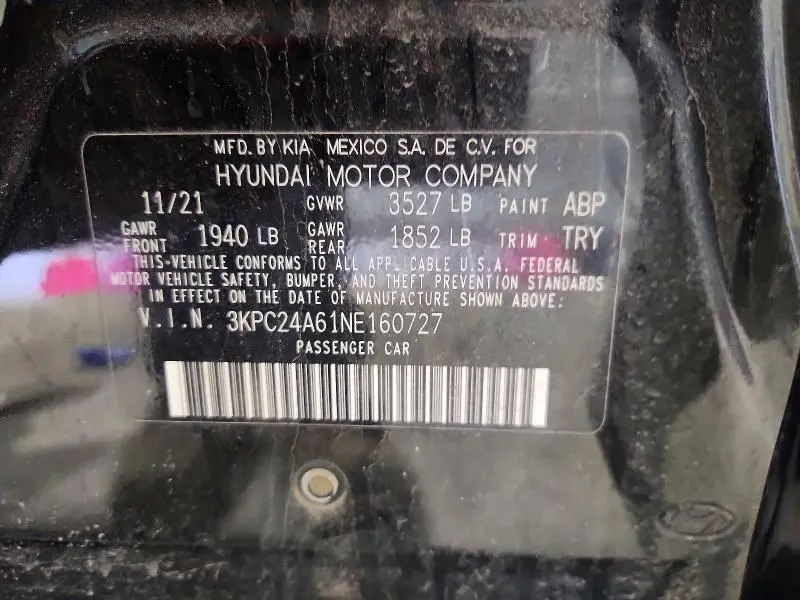 MFD. BY KIA MEXICO S.A. DE C.V. FOR
HYUNDAI MOTOR COMPANY
11/21 GVWR 3527 LB PAINT ABP
GAWR FRONT 1940 LB GAWR REAR 1852 LB TRIM TRY
THIS VEHICLE CONFORMS TO ALL APPLICABLE U.S.A. FEDERAL
MOTOR VEHICLE SAFETY, BUMPER, AND THEFT PREVENTION STANDARDS
IN EFFECT ON THE DATE OF MANUFACTURE SHOWN ABOVE:
V.I.N. 3KPC24A61NE160727
PASSENGER CAR